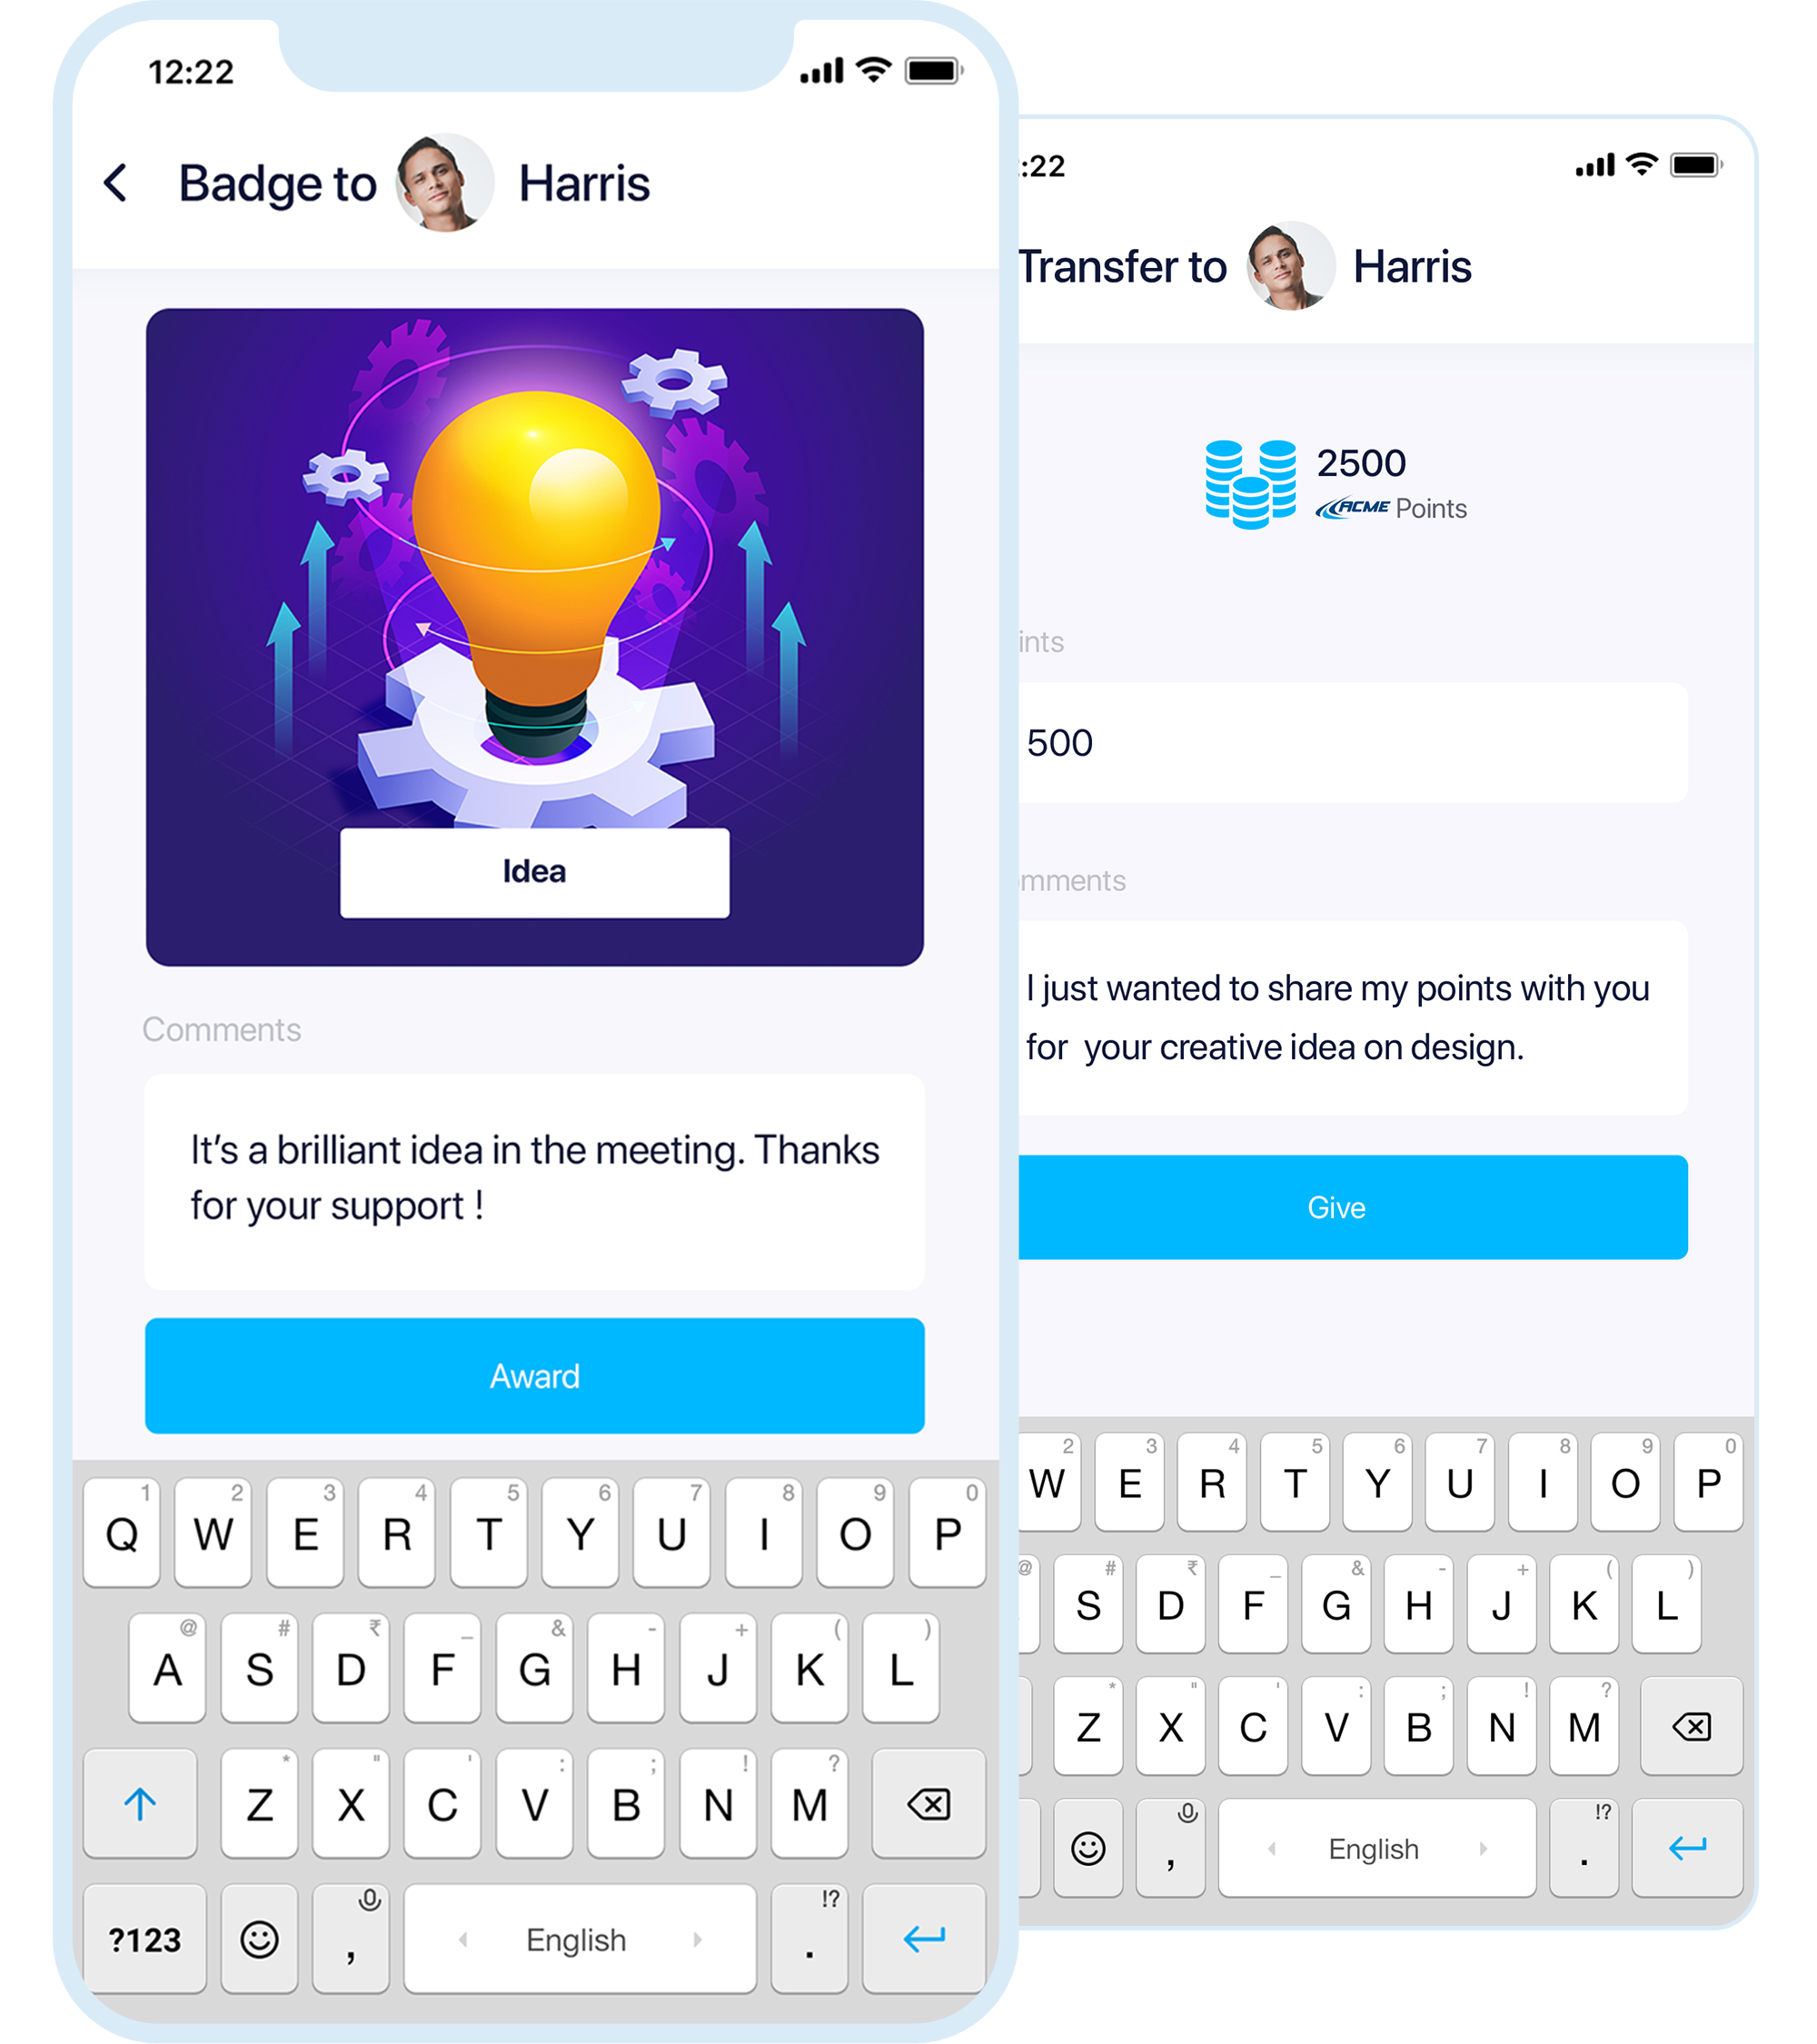 12:22
Badge to Harris
Idea
Comments
It's a brilliant idea in the meeting. Thanks
for your support !
Award
1 2 3 4 5 6 7 8 9 0
Q W E R T Y U I O P
@ # ₹ _ & - + ( )
A S D F G H J K L
* " ' : ; ! ?
Z X C V B N M
!?
?123 , English .
:22
Transfer to Harris
2500
ACME Points
ints
500
mments
I just wanted to share my points with you
for  your creative idea on design.
Give
2 3 4 5 6 7 8 9 0
W E R T Y U I O P
@ # ₹ _ & - + ( )
S D F G H J K L
* " ' : ; ! ?
Z X C V B N M
!?
, English .